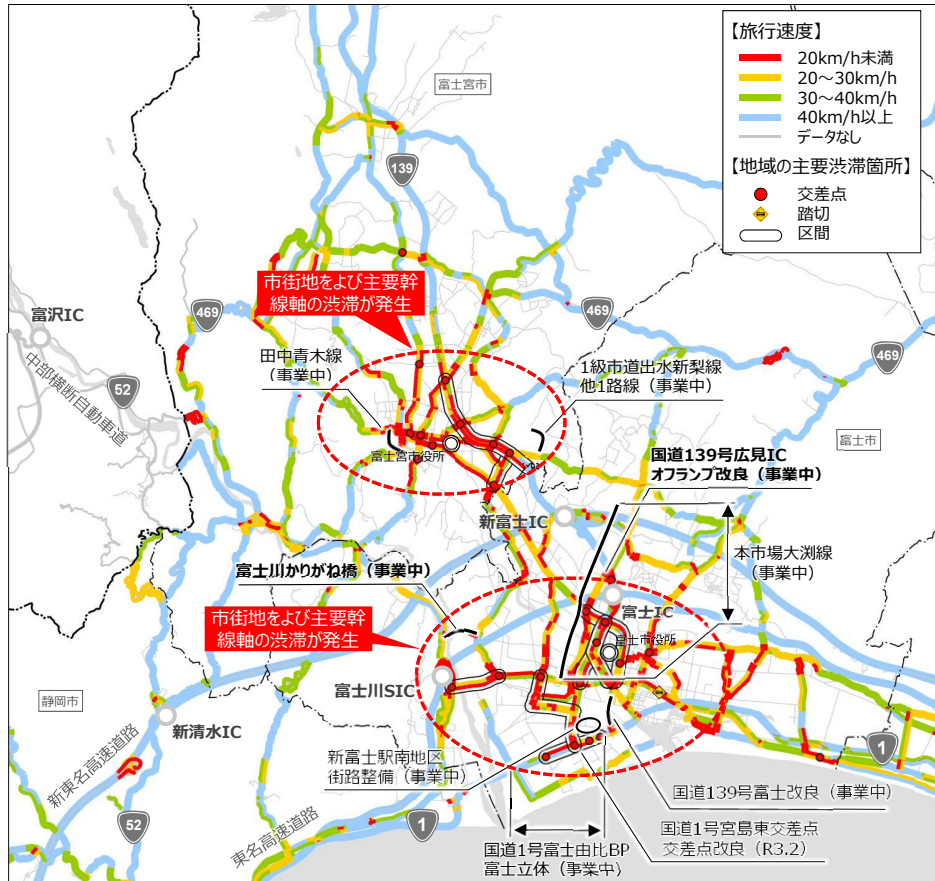 【旅行速度】
20km/h未満
20～30km/h
30～40km/h
40km/h以上
データなし
【地域の主要渋滞箇所】
交差点
踏切
区間
富士宮市
139
市街地をよび主要幹
線軸の渋滞が発生
富沢IC
469
469
中部横断自動車道
52
田中青木線
（事業中）
1級市道出水新梨線
他1路線（事業中）
富士宮市役所
富士市
国道139号広見IC
オフランプ改良（事業中）
新富士IC
本市場大渕線
（事業中）
富士川かりがね橋（事業中）
市街地をよび主要幹
線軸の渋滞が発生
富士IC
富士市役所
富士川SIC
静岡市
新清水IC
新東名高速道路
新富士駅南地区
街路整備（事業中）
1
国道139号富士改良（事業中）
52
東名高速道路
1
国道1号宮島東交差点
交差点改良（R3.2）
国道1号富士由比BP
富士立体（事業中）